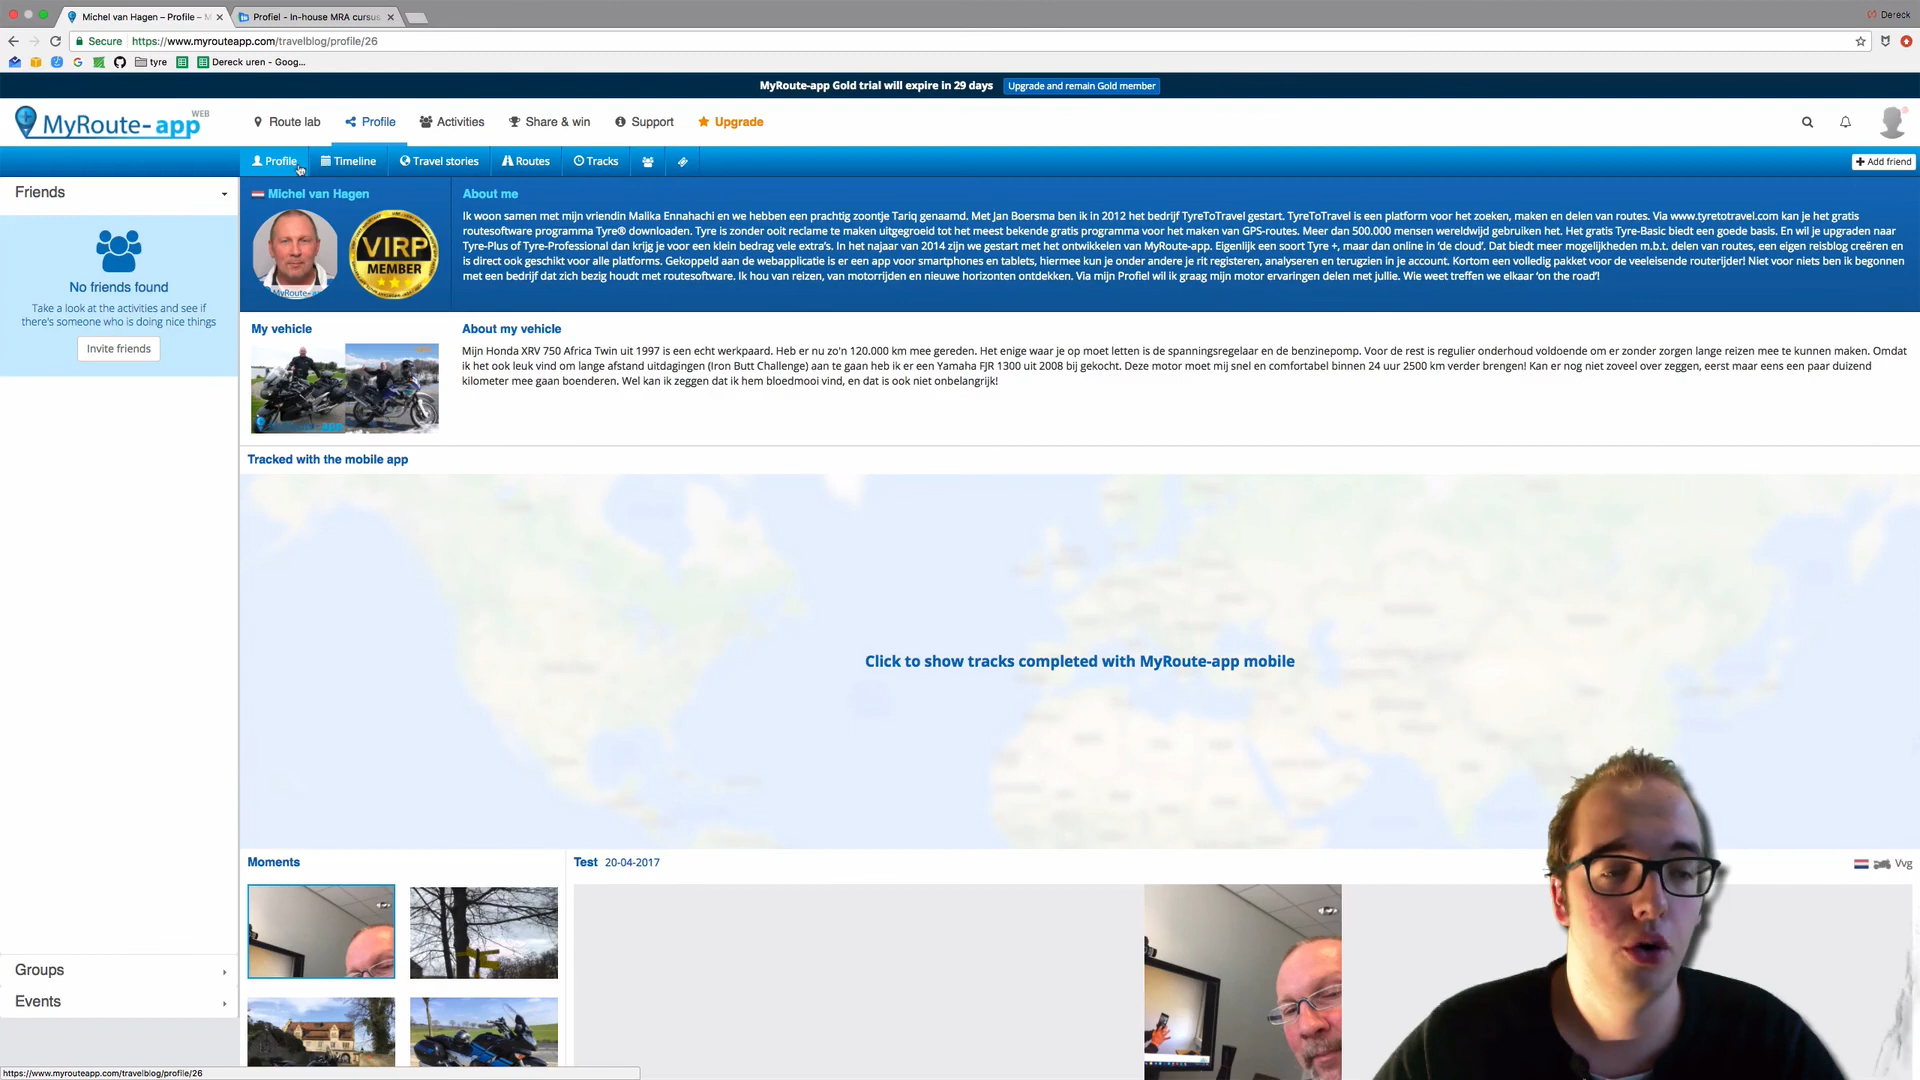 Michel van Hagen – Profile –
Profiel - In-house MRA cursus
Dereck
Secure https://www.myrouteapp.com/travelblog/profile/26
tyre
Dereck uren - Goog...
MyRoute-app Gold trial will expire in 29 days
Upgrade and remain Gold member
MyRoute-app WEB
Route lab
Profile
Activities
Share & win
Support
Upgrade
Profile
Timeline
Travel stories
Routes
Tracks
Add friend
Friends
No friends found
Take a look at the activities and see if
there's someone who is doing nice things
Invite friends
Groups
Events
Michel van Hagen
VIRP
MEMBER
About me
Ik woon samen met mijn vriendin Malika Ennahachi en we hebben een prachtig zoontje Tariq genaamd. Met Jan Boersma ben ik in 2012 het bedrijf TyreToTravel gestart. TyreToTravel is een platform voor het zoeken, maken en delen van routes. Via www.tyretotravel.com kan je het gratis
routesoftware programma Tyre® downloaden. Tyre is zonder ooit reclame te maken uitgegroeid tot het meest bekende gratis programma voor het maken van GPS-routes. Meer dan 500.000 mensen wereldwijd gebruiken het. Het gratis Tyre-Basic biedt een goede basis. En wil je upgraden naar
Tyre-Plus of Tyre-Professional dan krijg je voor een klein bedrag vele extra's. In het najaar van 2014 zijn we gestart met het ontwikkelen van MyRoute-app. Eigenlijk een soort Tyre +, maar dan online in 'de cloud'. Dat biedt meer mogelijkheden m.b.t. delen van routes, een eigen reisblog creëren en
is direct ook geschikt voor alle platforms. Gekoppeld aan de webapplicatie is er een app voor smartphones en tablets, hiermee kun je onder andere je rit registeren, analyseren en terugzien in je account. Kortom een volledig pakket voor de veeleisende routerijder! Niet voor niets ben ik begonnen
met een bedrijf dat zich bezig houdt met routesoftware. Ik hou van reizen, van motorrijden en nieuwe horizonten ontdekken. Via mijn Profiel wil ik graag mijn motor ervaringen delen met jullie. Wie weet treffen we elkaar 'on the road'!
My vehicle
About my vehicle
Mijn Honda XRV 750 Africa Twin uit 1997 is een echt werkpaard. Heb er nu zo'n 120.000 km mee gereden. Het enige waar je op moet letten is de spanningsregelaar en de benzinepomp. Voor de rest is regulier onderhoud voldoende om er zonder zorgen lange reizen mee te kunnen maken. Omdat
ik het ook leuk vind om lange afstand uitdagingen (Iron Butt Challenge) aan te gaan heb ik er een Yamaha FJR 1300 uit 2008 bij gekocht. Deze motor moet mij snel en comfortabel binnen 24 uur 2500 km verder brengen! Kan er nog niet zoveel over zeggen, eerst maar eens een paar duizend
kilometer mee gaan boenderen. Wel kan ik zeggen dat ik hem bloedmooi vind, en dat is ook niet onbelangrijk!
Tracked with the mobile app
Click to show tracks completed with MyRoute-app mobile
Moments
Test 20-04-2017
Vvg
https://www.myrouteapp.com/travelblog/profile/26